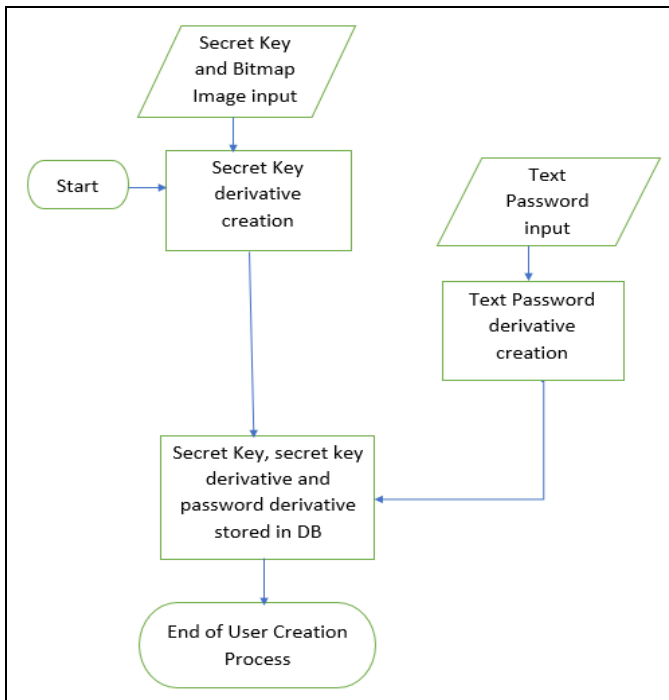 Secret Key
and Bitmap
Image input
Start
Secret Key
derivative
creation
Text
Password
input
Text Password
derivative
creation
Secret Key, secret key
derivative and
password derivative
stored in DB
End of User Creation
Process